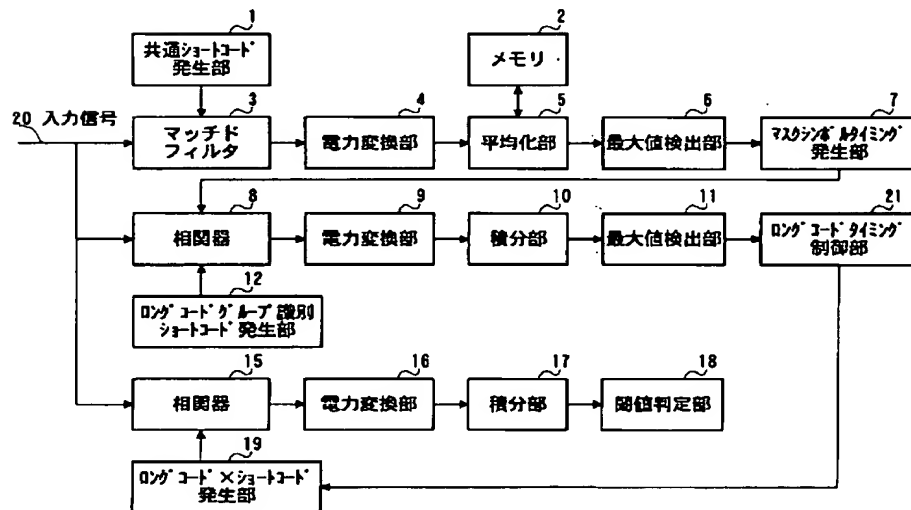 1
共通ショートコード
発生部
2
メモリ
20 入力信号
3
マッチド
フィルタ
4
電力変換部
5
平均化部
6
最大値検出部
7
マスクシンボルタイミング
発生部
8
相関器
9
電力変換部
10
積分部
11
最大値検出部
21
ロングコードタイミング
制御部
12
ロングコードグループ識別
ショートコード発生部
15
相関器
16
電力変換部
17
積分部
18
閾値判定部
19
ロングコード×ショートコード
発生部